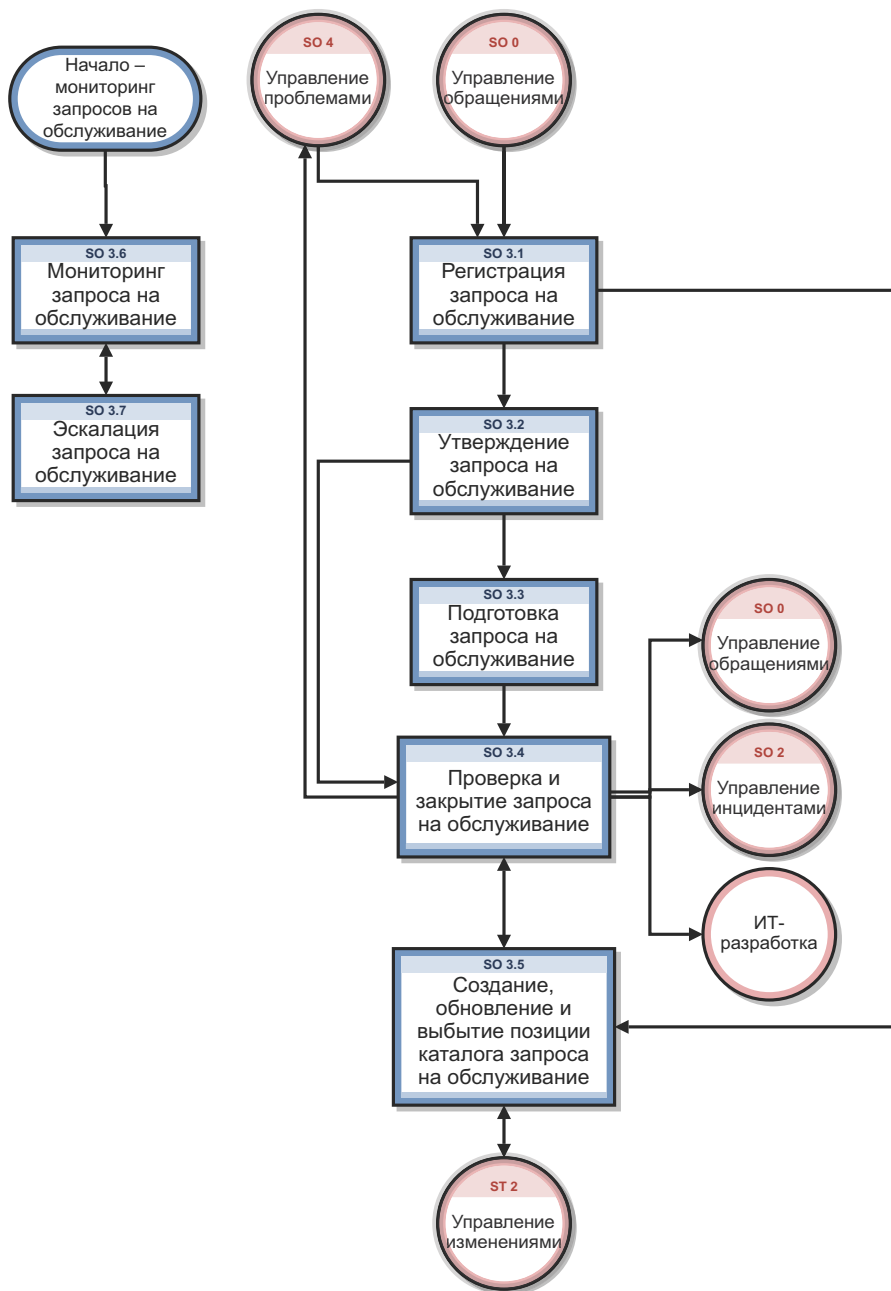 Начало –
мониторинг
запросов на
обслуживание
SO 4
Управление
проблемами
SO 0
Управление
обращениями
SO 3.6
Мониторинг
запроса на
обслуживание
SO 3.1
Регистрация
запроса на
обслуживание
SO 3.7
Эскалация
запроса на
обслуживание
SO 3.2
Утверждение
запроса на
обслуживание
SO 3.3
Подготовка
запроса на
обслуживание
SO 0
Управление
обращениями
SO 3.4
Проверка и
закрытие запроса
на обслуживание
SO 2
Управление
инцидентами
ИТ-
разработка
SO 3.5
Создание,
обновление и
выбытие позиции
каталога запроса
на обслуживание
ST 2
Управление
изменениями